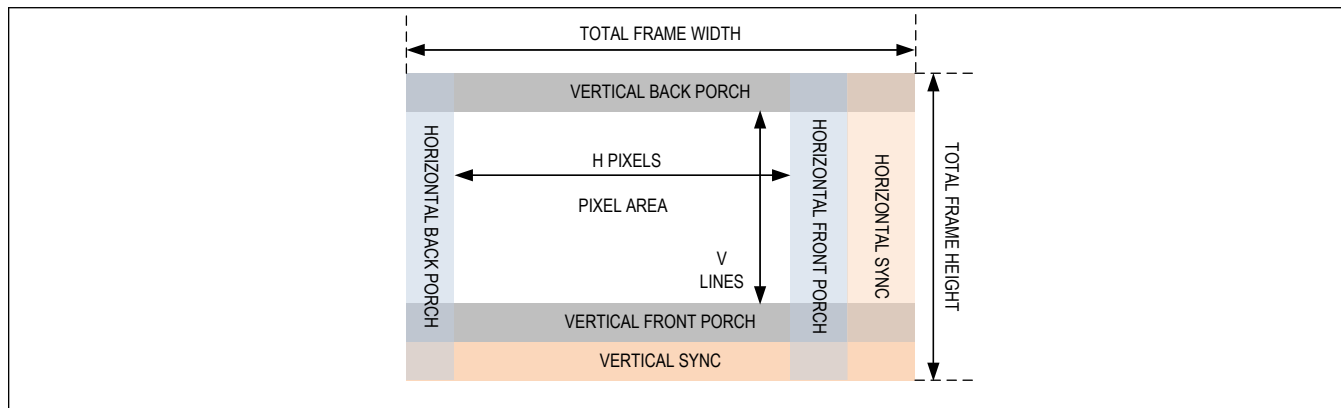 TOTAL FRAME WIDTH
VERTICAL BACK PORCH
HORIZONTAL BACK PORCH
H PIXELS
PIXEL AREA
V
LINES
HORIZONTAL FRONT PORCH
HORIZONTAL SYNC
TOTAL FRAME HEIGHT
VERTICAL FRONT PORCH
VERTICAL SYNC